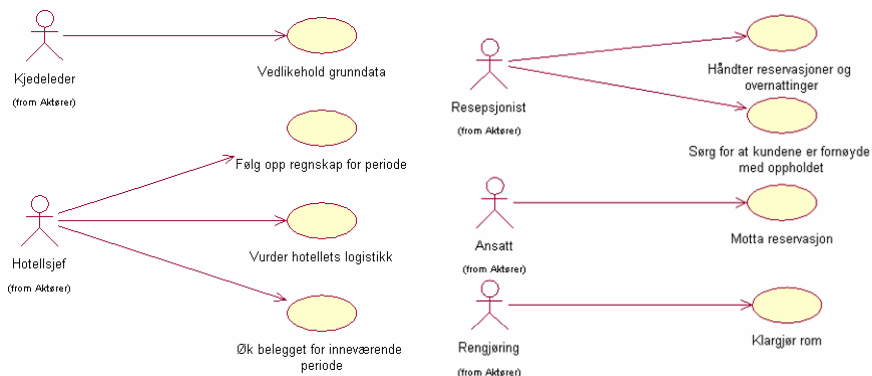 Kjedeleder
(from Aktører)
Vedlikehold grunndata
Følg opp regnskap for periode
Hotellsjef
(from Aktører)
Vurder hotellets logistikk
Øk belegget for inneværende
periode
Resepsjonist
(from Aktører)
Håndter reservasjoner og
overnattinger
Sørg for at kundene er fornøyde
med oppholdet
Ansatt
(from Aktører)
Motta reservasjon
Rengjøring
(from Aktører)
Klargjør rom